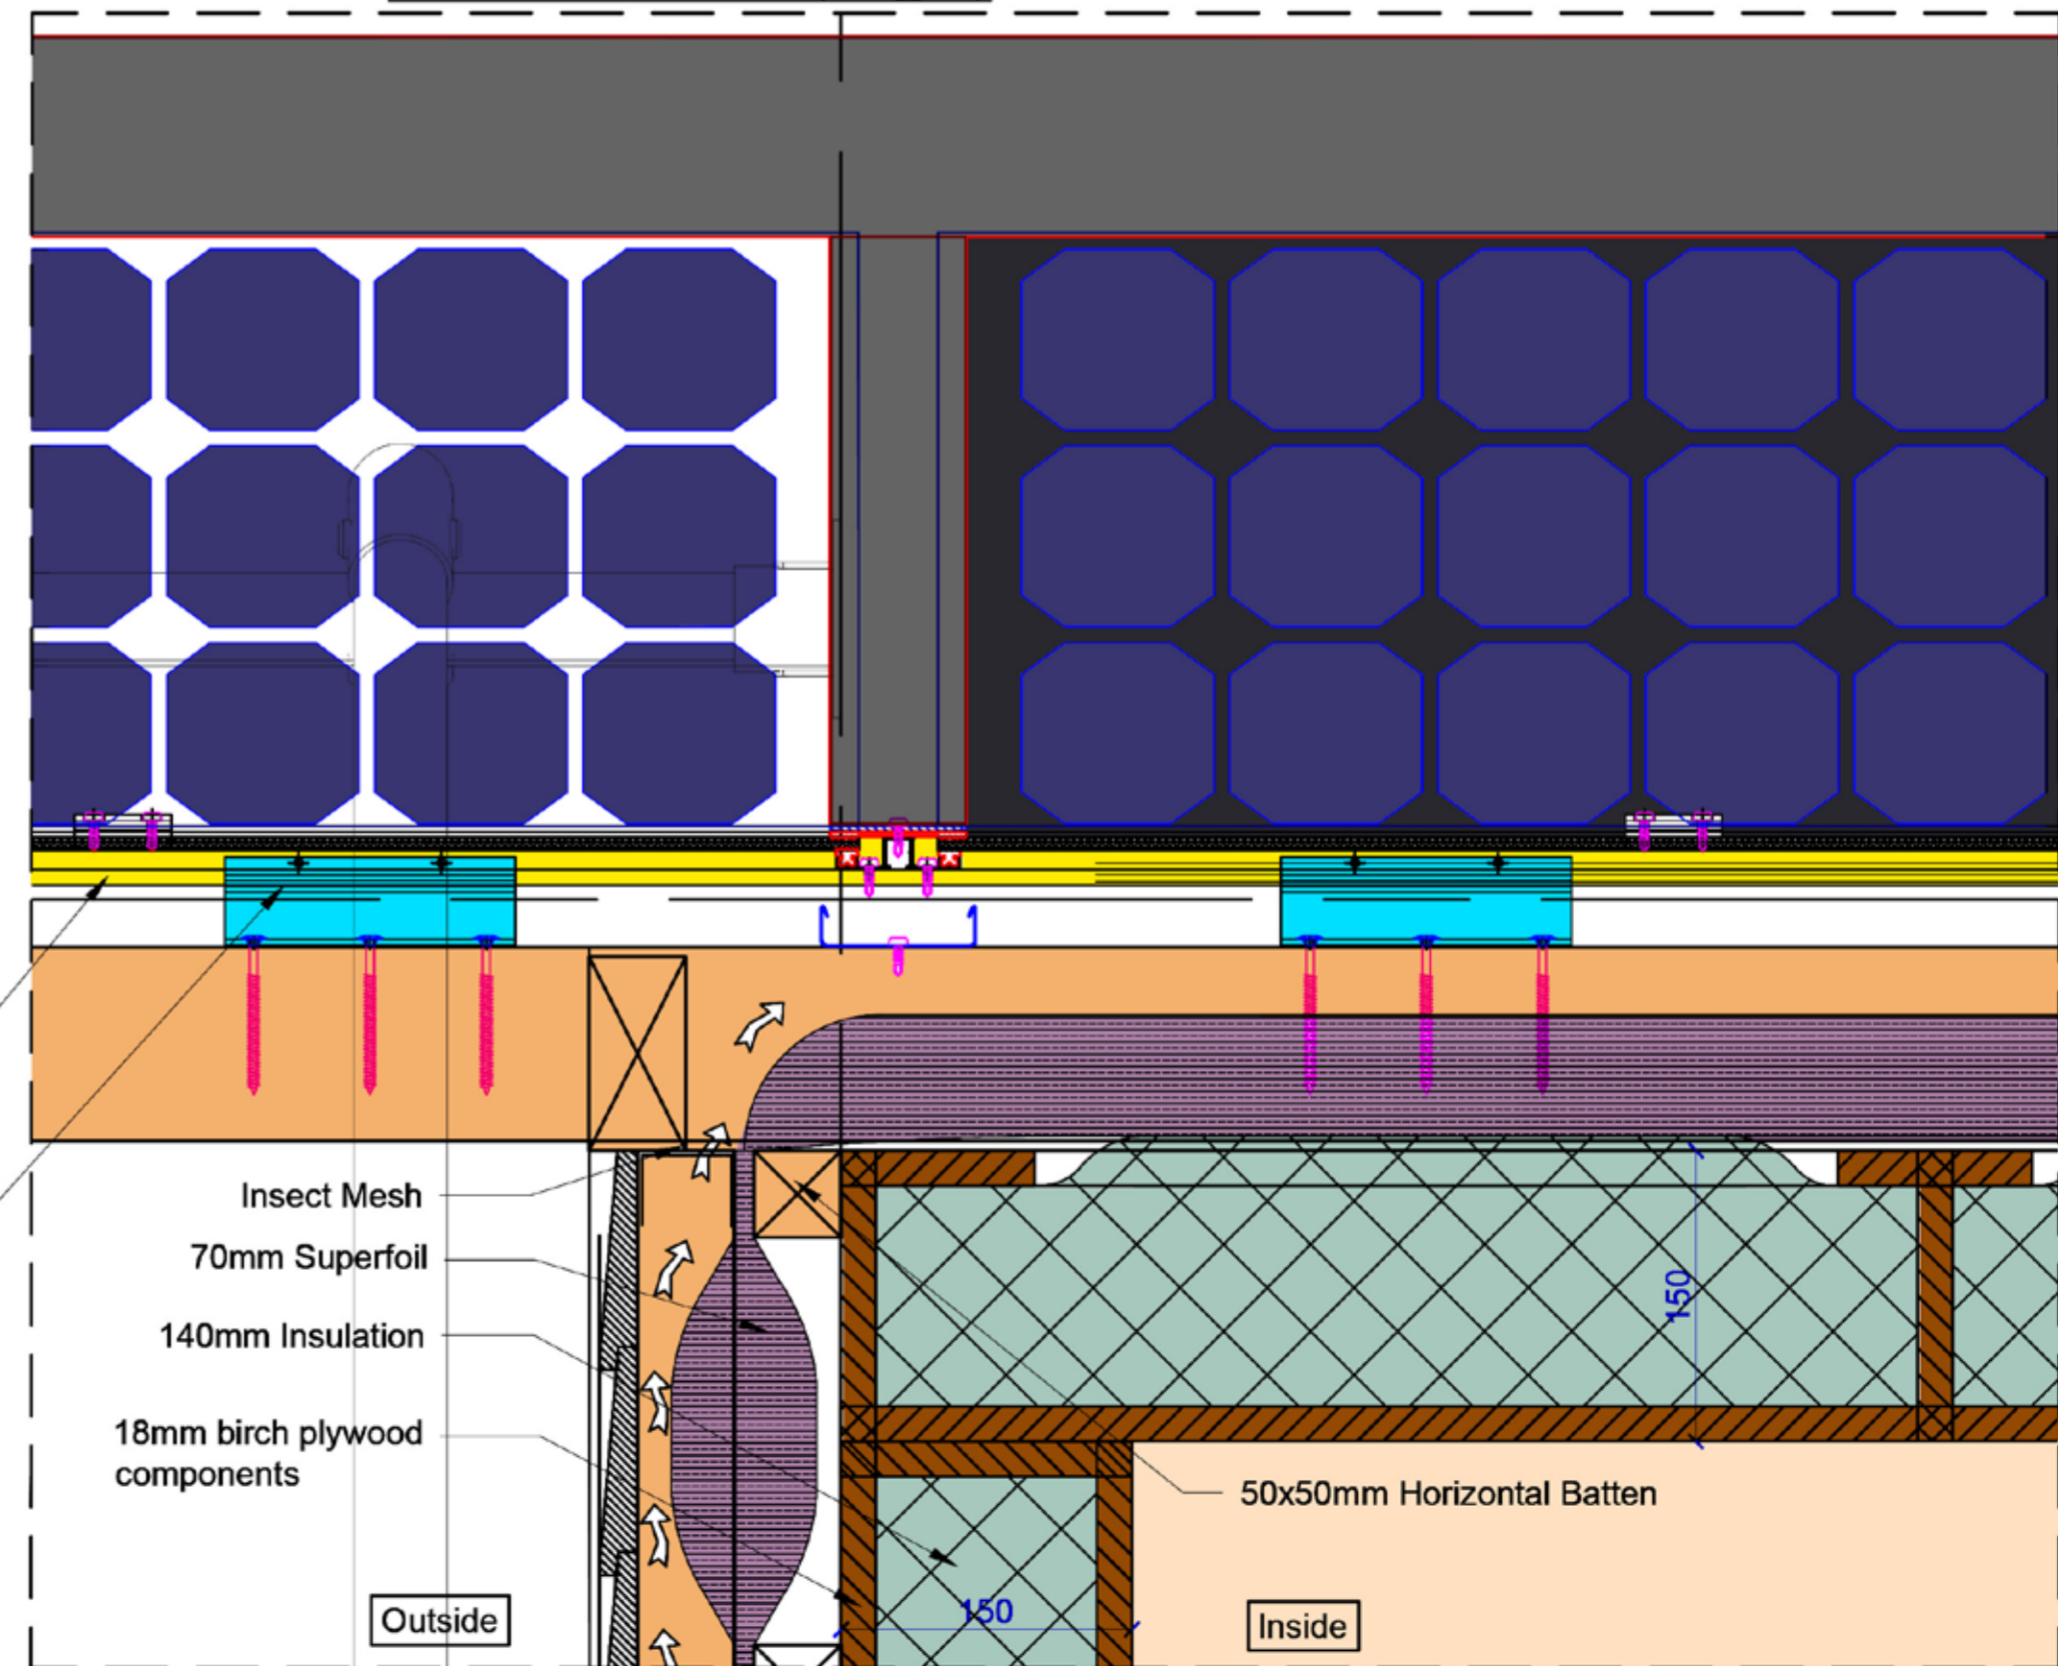 Insect Mesh
70mm Superfoil
140mm Insulation
150
18mm birch plywood
components
50x50mm Horizontal Batten
150
Outside
Inside